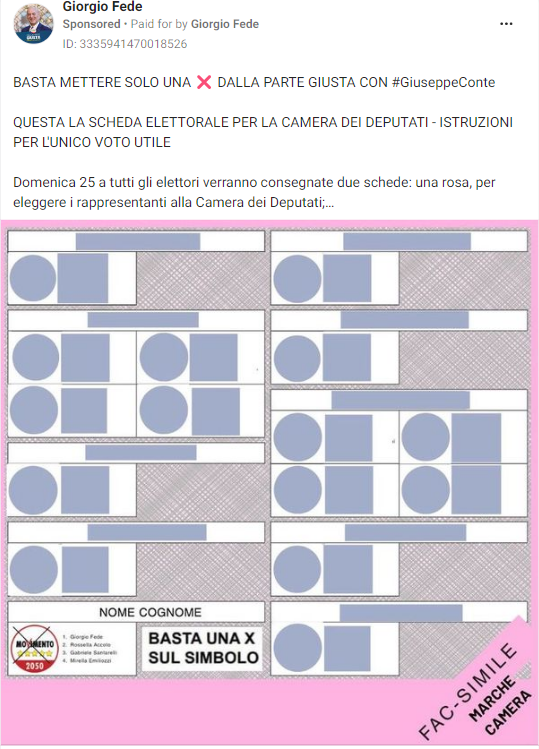 Giorgio Fede
Sponsored • Paid for by Giorgio Fede
ID: 3335941470018526
BASTA METTERE SOLO UNA ❌ DALLA PARTE GIUSTA CON #GiuseppeConte
QUESTA LA SCHEDA ELETTORALE PER LA CAMERA DEI DEPUTATI - ISTRUZIONI
PER L'UNICO VOTO UTILE
Domenica 25 a tutti gli elettori verranno consegnate due schede: una rosa, per
eleggere i rappresentanti alla Camera dei Deputati;...
NOME COGNOME
MOVIMENTO
2050
1. Giorgio Fede
2. Rossella Accoto
3. Gabriele Santarelli
4. Mirella Emiliozzi
BASTA UNA X
SUL SIMBOLO
FAC-SIMILE
MARCHE
CAMERA